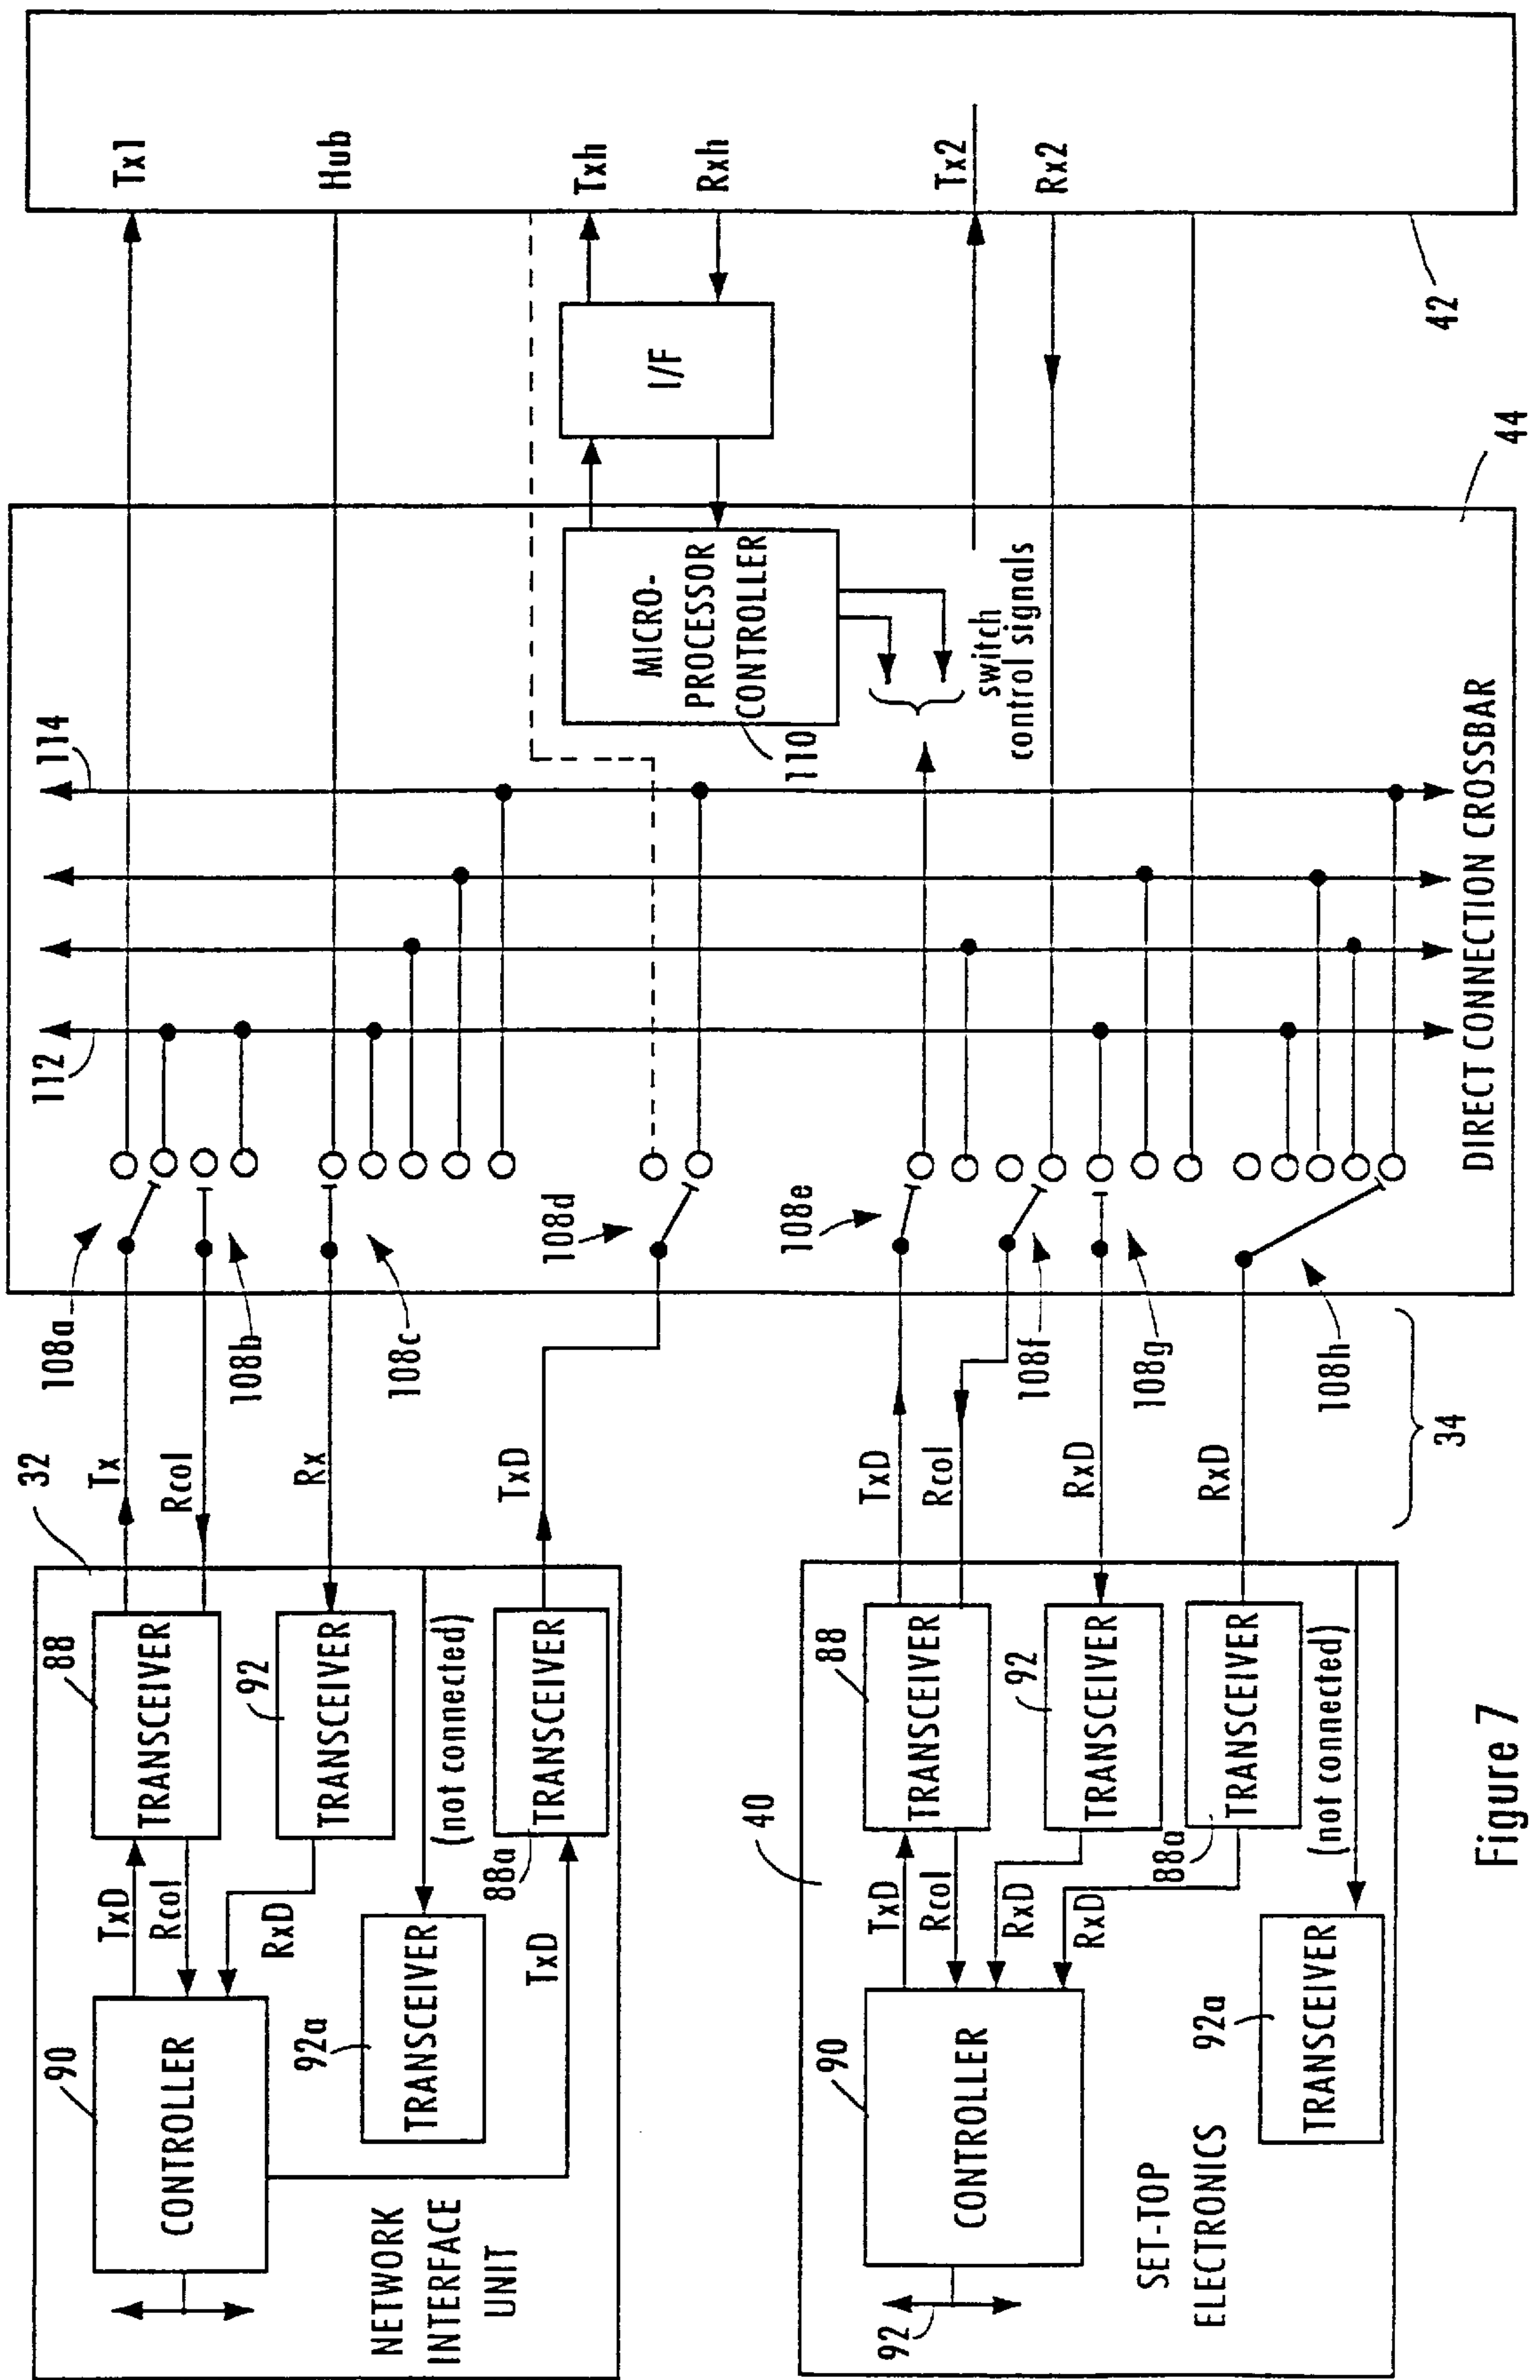 32
88
TRANSCEIVER
90
CONTROLLER
TxD
Rcol
RxD
92
TRANSCEIVER
92a
TRANSCEIVER
(not connected)
88a
TRANSCEIVER
TxD
NETWORK
INTERFACE
UNIT
Tx
Rcol
Rx
TxD
108a
108b
108c
108d
112
114
MICRO-
PROCESSOR
CONTROLLER
110
switch
control signals
I/F
Tx1
Hub
Txh
Rxh
Tx2
Rx2
42
44
DIRECT CONNECTION CROSSBAR
108e
108f
108g
108h
34
TxD
Rcol
RxD
RxD
40
88
TRANSCEIVER
90
CONTROLLER
TxD
Rcol
RxD
RxD
92
TRANSCEIVER
88a
TRANSCEIVER
(not connected)
92a
TRANSCEIVER
92
SET-TOP
ELECTRONICS
Figure 7